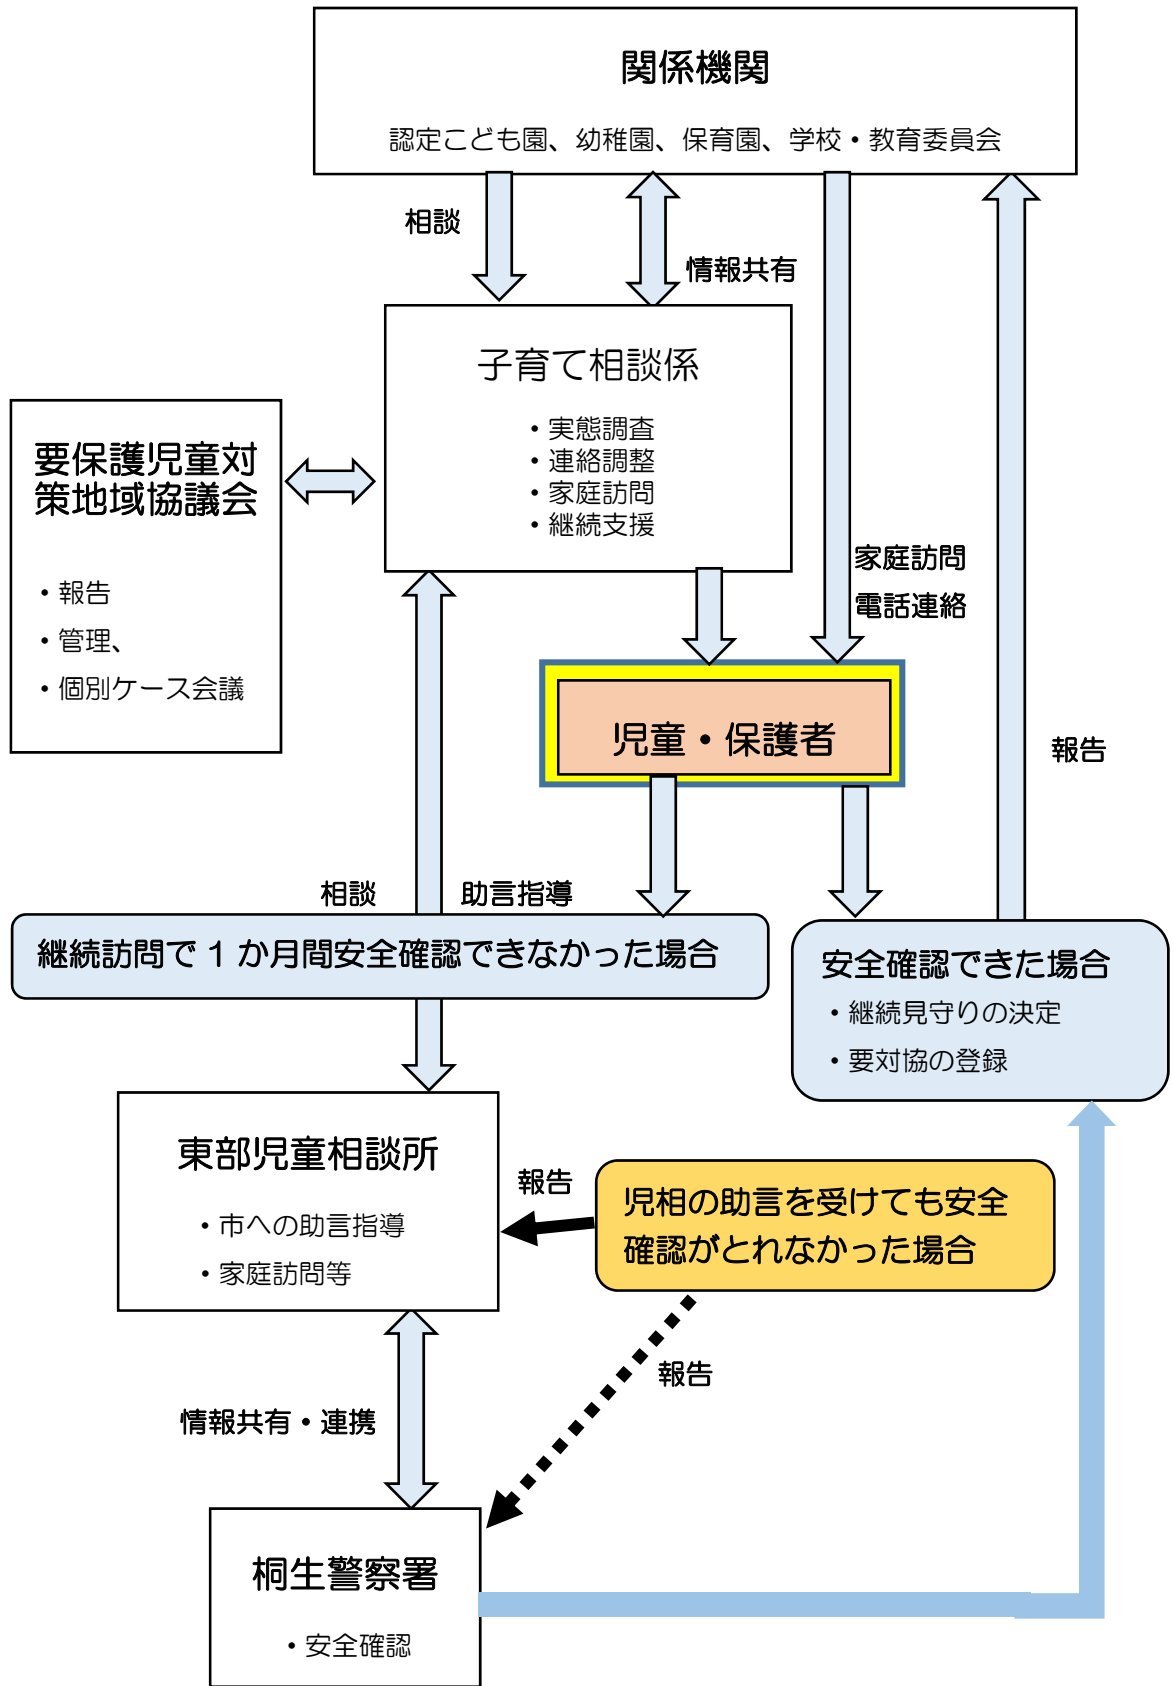 関係機関
認定こども園、幼稚園、保育園、学校・教育委員会
相談
情報共有
子育て相談係
・実態調査
・連絡調整
・家庭訪問
・継続支援
要保護児童対
策地域協議会
・報告
・管理、
・個別ケース会議
家庭訪問
電話連絡
児童・保護者
報告
相談
助言指導
継続訪問で 1 か月間安全確認できなかった場合
安全確認できた場合
・継続見守りの決定
・要対協の登録
東部児童相談所
・市への助言指導
・家庭訪問等
報告
児相の助言を受けても安全
確認がとれなかった場合
報告
情報共有・連携
桐生警察署
・安全確認